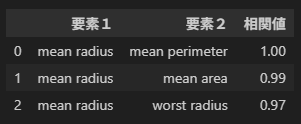 要素１ 要素２ 相関値
0 mean radius mean perimeter 1.00
1 mean radius mean area 0.99
2 mean radius worst radius 0.97